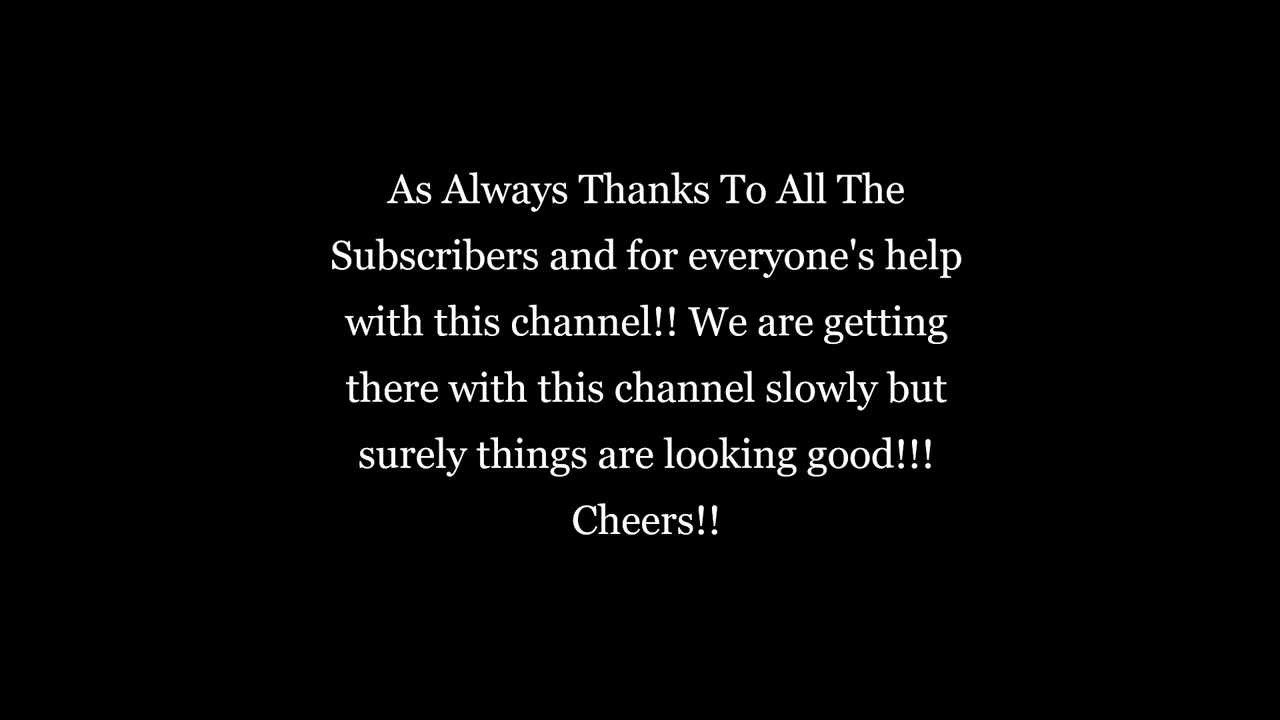 As Always Thanks To All The
Subscribers and for everyone's help
with this channel!! We are getting
there with this channel slowly but
surely things are looking good!!!
Cheers!!